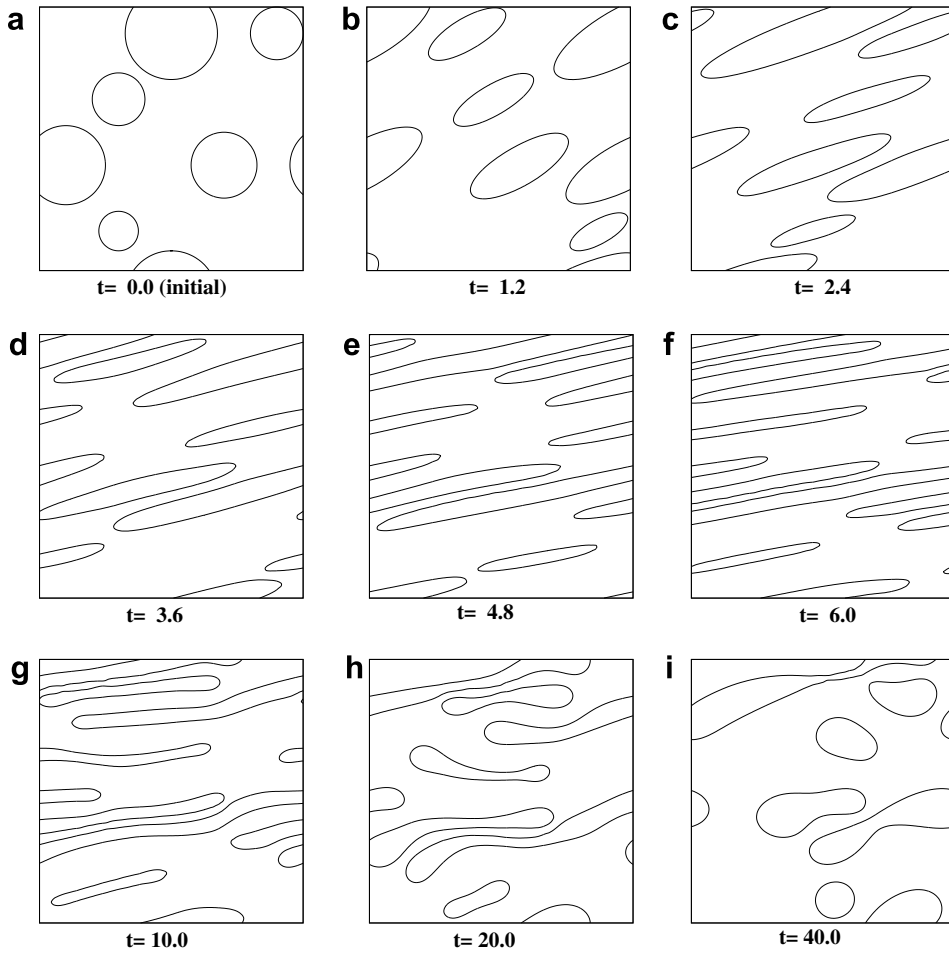 a
b
c
t= 0.0 (initial)
t= 1.2
t= 2.4
d
e
f
t= 3.6
t= 4.8
t= 6.0
g
h
i
t= 10.0
t= 20.0
t= 40.0